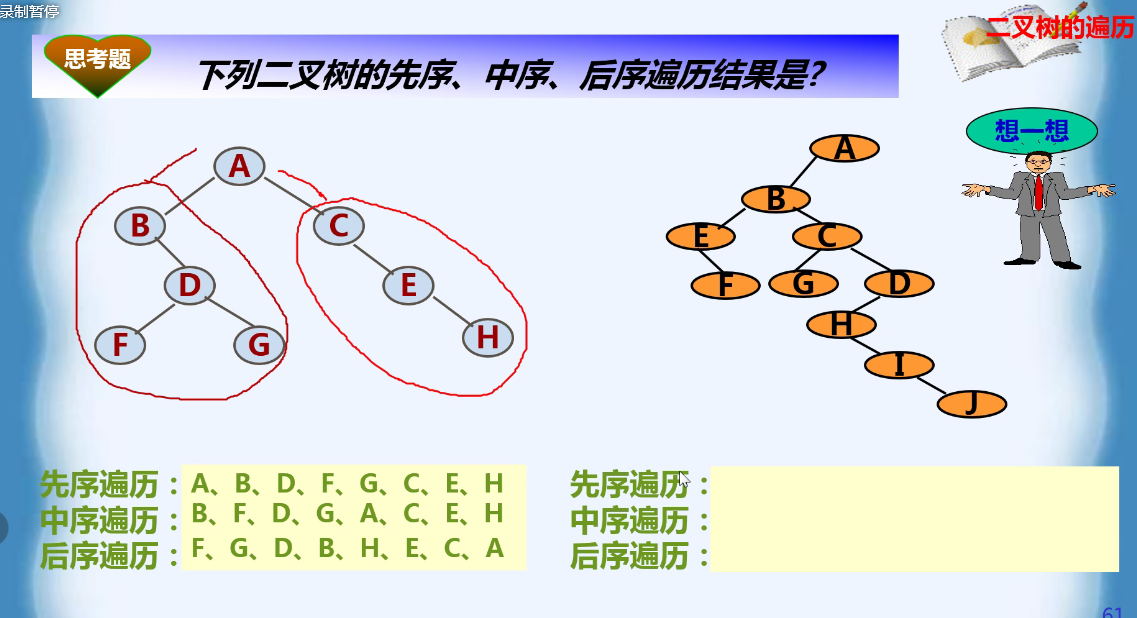 录制暂停
二叉树的遍历
思考题
下列二叉树的先序、中序、后序遍历结果是？
想一想
A
B
C
D
E
F
G
H
A
B
E
C
F
G
D
H
I
J
先序遍历：A、B、D、F、G、C、E、H
中序遍历：B、F、D、G、A、C、E、H
后序遍历：F、G、D、B、H、E、C、A
先序遍历：
中序遍历：
后序遍历：
61